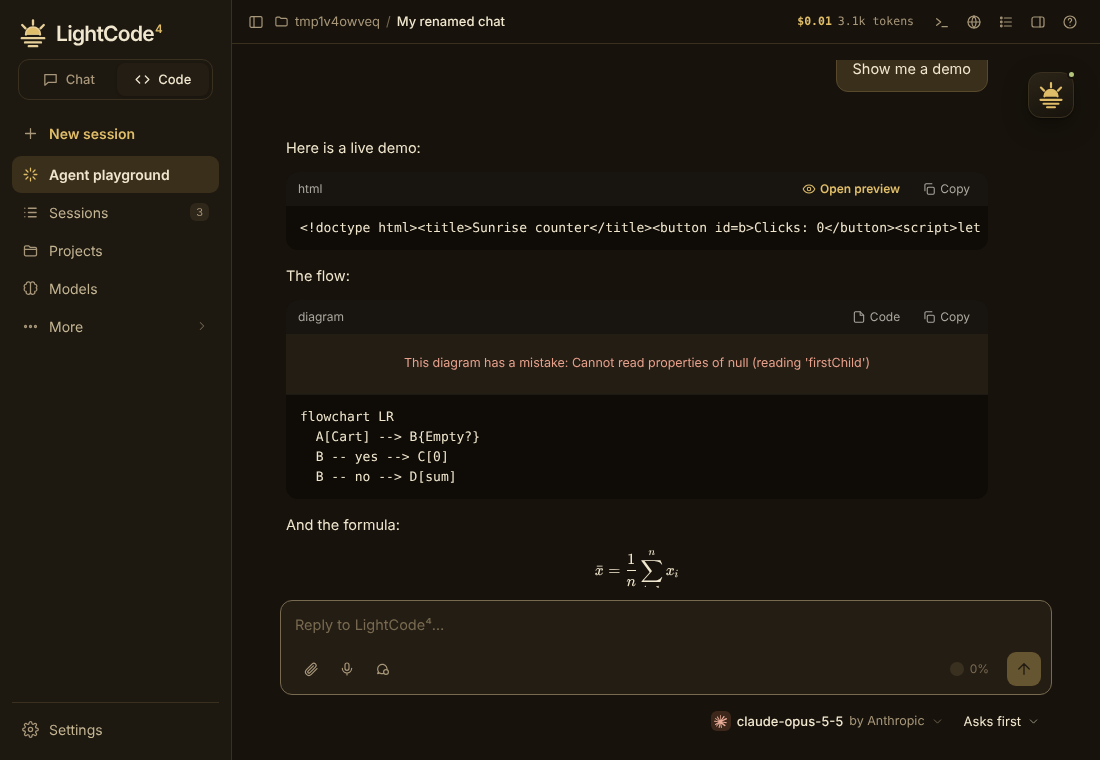 LightCode⁴
Chat
Code
New session
Agent playground
Sessions
3
Projects
Models
More
Settings
tmp1v4owveq / My renamed chat
$0.01 3.1k tokens
Show me a demo
Here is a live demo:
html
Open preview
Copy
<!doctype html><title>Sunrise counter</title><button id=b>Clicks: 0</button><script>let
The flow:
diagram
Code
Copy
This diagram has a mistake: Cannot read properties of null (reading 'firstChild')
flowchart LR
  A[Cart] --> B{Empty?}
  B -- yes --> C[0]
  B -- no --> D[sum]
And the formula:
x̄ = 1/n ∑ⁿ xᵢ
Reply to LightCode⁴...
0%
claude-opus-5-5 by Anthropic
Asks first